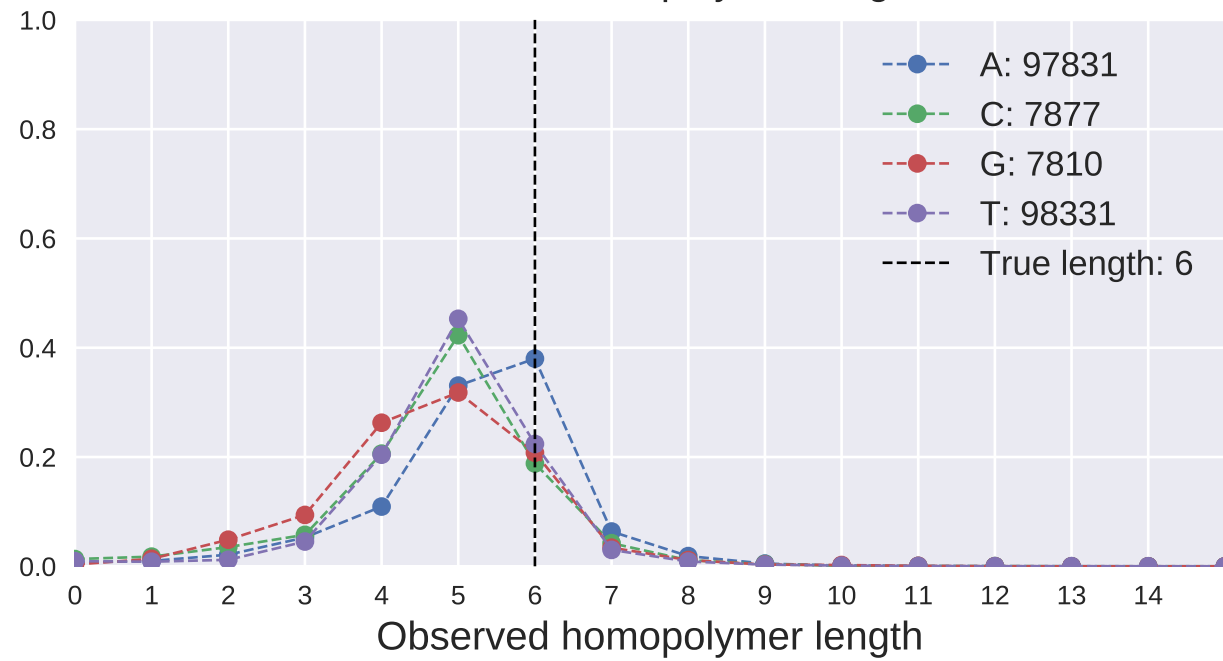 1.0
0.8
0.6
0.4
0.2
0.0
A: 97831
C: 7877
G: 7810
T: 98331
True length: 6
0 1 2 3 4 5 6 7 8 9 10 11 12 13 14
Observed homopolymer length